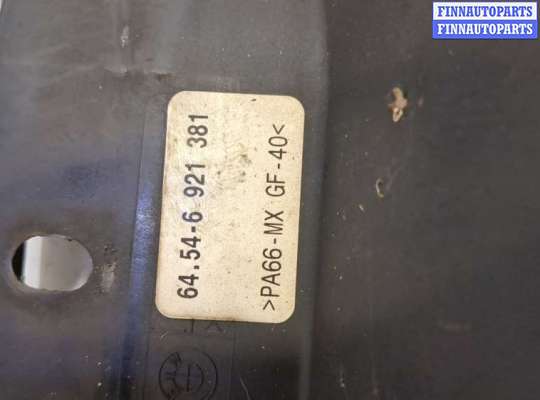 FINNAUTOPARTS
FINNAUTOPARTS
64.54-6 921 381
>PA66-MX GF-40<